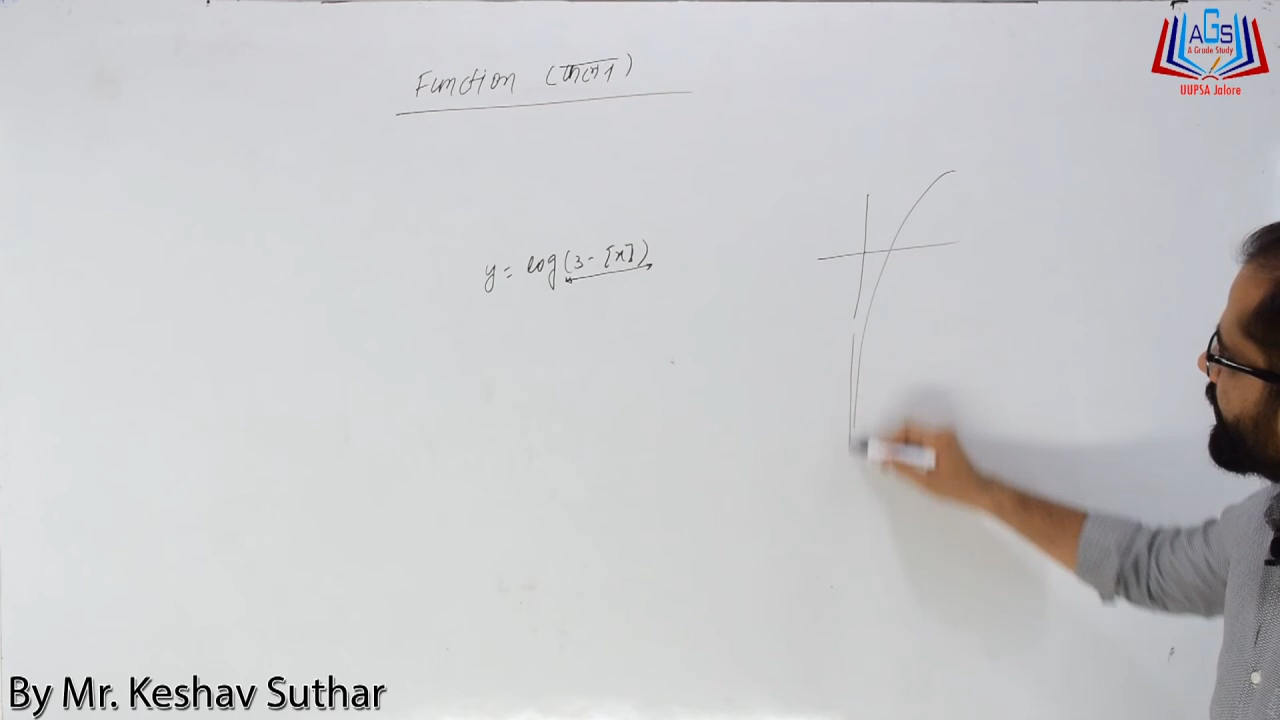 Function (फलन)
AGS
A Grade Study
UUPSA Jalore
y = log(3-[x])
By Mr. Keshav Suthar